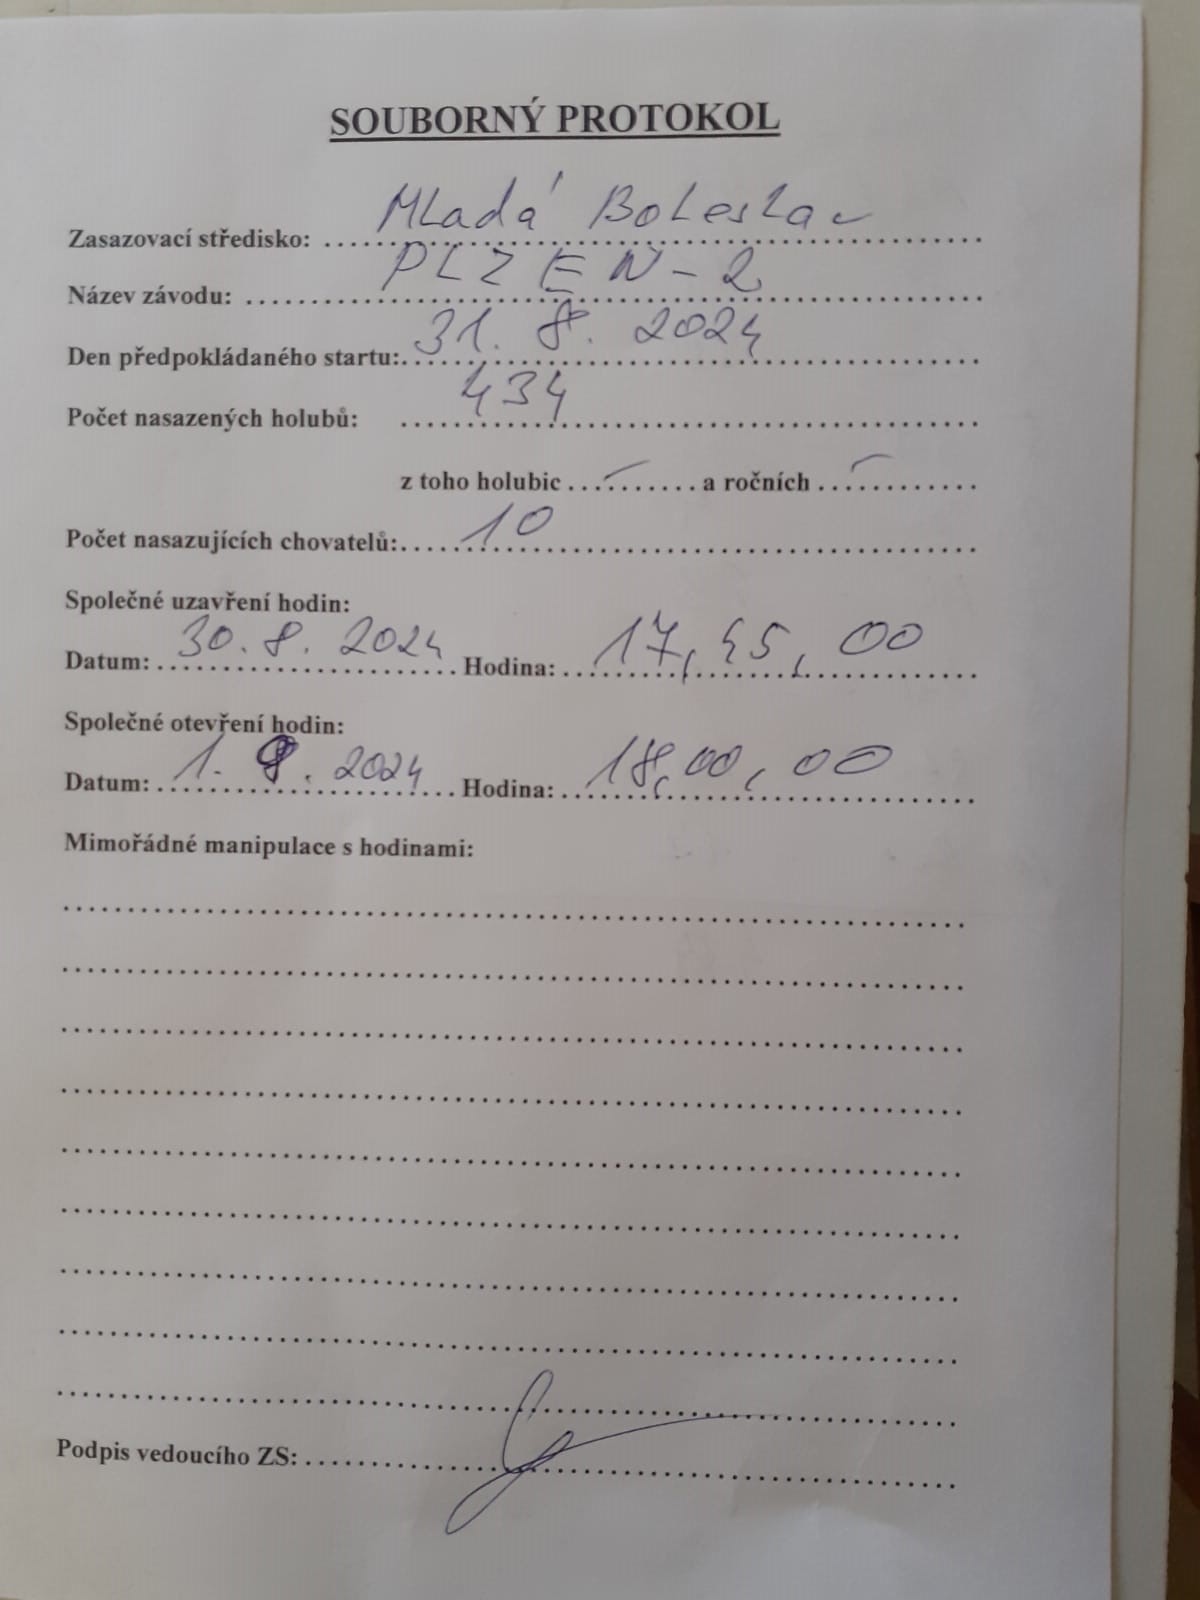 SOUBORNÝ PROTOKOL
Zasazovací středisko: Mladá Boleslav
Název závodu: PLZEN-2
Den předpokládaného startu: 31. 8. 2024
Počet nasazených holubů: 434
z toho holubic – a ročních –
Počet nasazujících chovatelů: 10
Společné uzavření hodin:
Datum: 30. 8. 2024 Hodina: 17,45,00
Společné otevření hodin:
Datum: 1. 9. 2024 Hodina: 18,00,00
Mimořádné manipulace s hodinami:
Podpis vedoucího ZS: